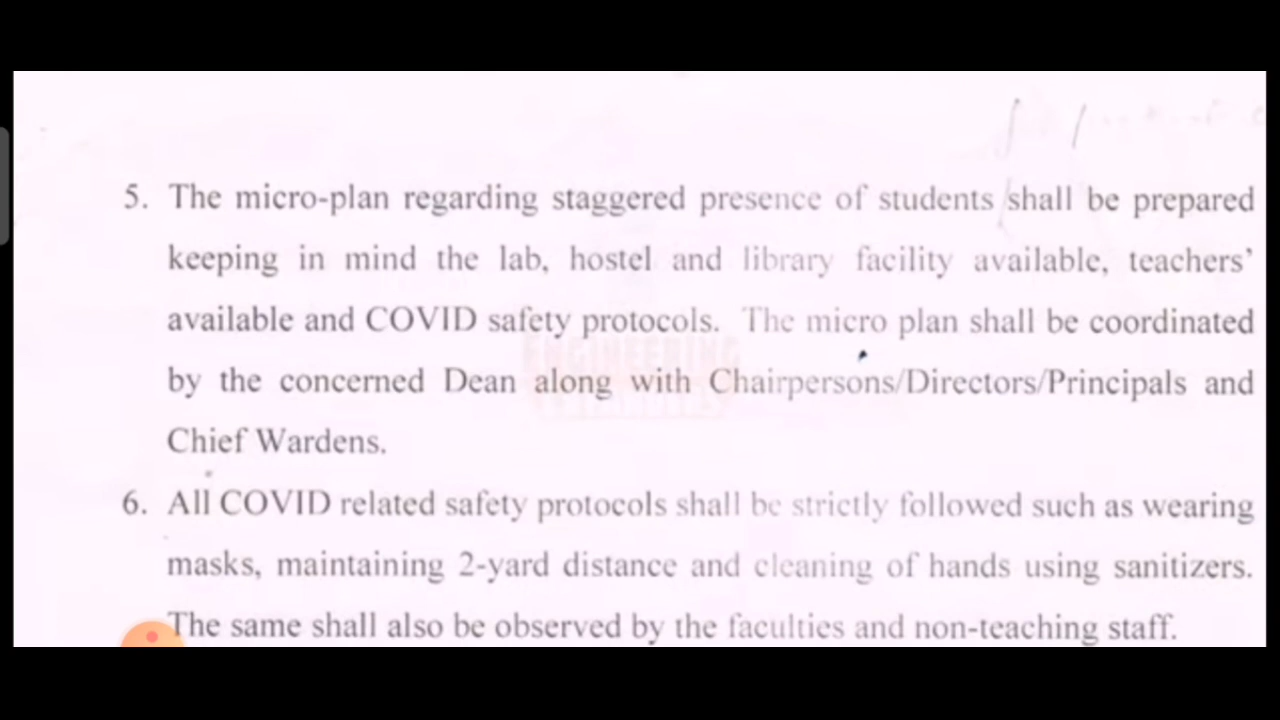 5. The micro-plan regarding staggered presence of students shall be prepared
keeping in mind the lab, hostel and library facility available, teachers’
available and COVID safety protocols. The micro plan shall be coordinated
ENGINEERING
by the concerned Dean along with Chairpersons/Directors/Principals and
Chief Wardens.
6. All COVID related safety protocols shall be strictly followed such as wearing
masks, maintaining 2-yard distance and cleaning of hands using sanitizers.
The same shall also be observed by the faculties and non-teaching staff.